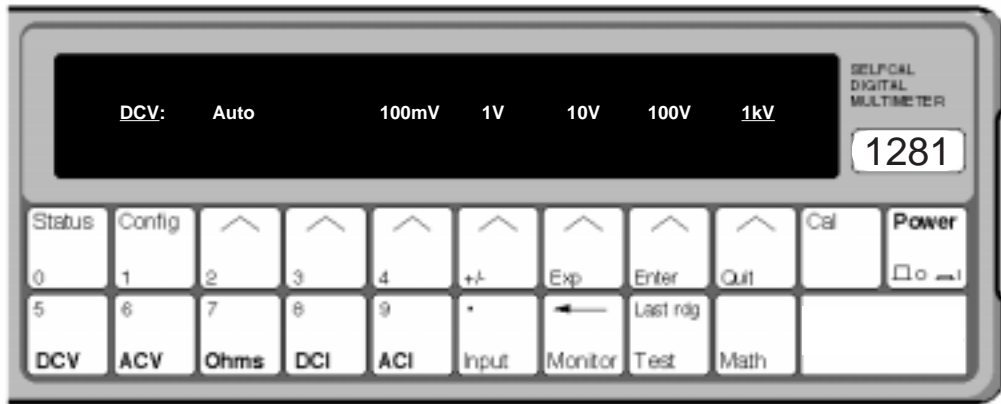 DCV: Auto 100mV 1V 10V 100V 1kV
SELFCAL
DIGITAL
MULTIMETER
1281
Status Config Cal Power
0 1 2 3 4 +/- Exp Enter Quit
5 6 7 8 9 . Last rdg
DCV ACV Ohms DCI ACI Input Monitor Test Math